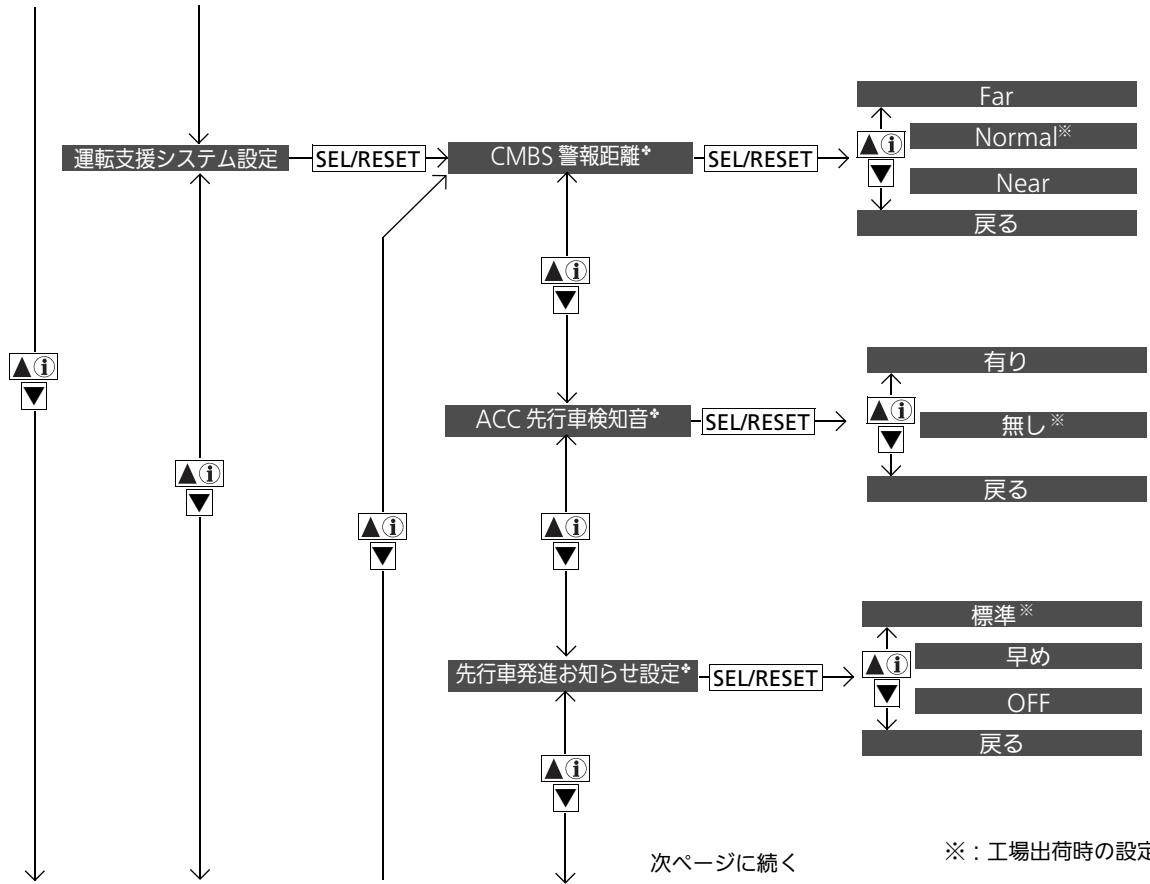 Far
Normal※
Near
戻る
運転支援システム設定
SEL/RESET
CMBS 警報距離✤
SEL/RESET
▲ⓘ
▼
▲ⓘ
▼
有り
無し※
戻る
ACC 先行車検知音✤
SEL/RESET
▲ⓘ
▼
▲ⓘ
▼
▲ⓘ
▼
▲ⓘ
▼
▲ⓘ
▼
標準※
早め
OFF
戻る
先行車発進お知らせ設定✤
SEL/RESET
▲ⓘ
▼
▲ⓘ
▼
次ページに続く
※：工場出荷時の設定